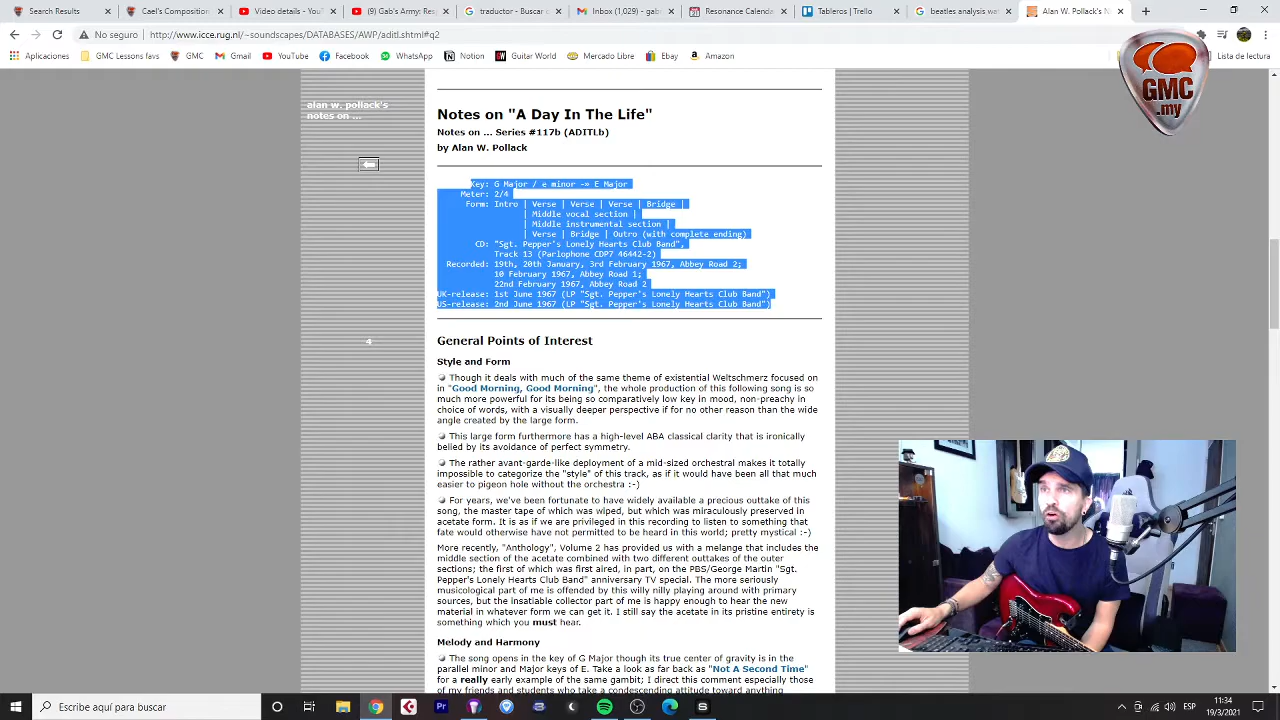 Search Results
Cael's Composition
Video details - YouT
(9) Gab's Army: Res
traductor - Buscar c
Inbox (1,029) - gab
Resonance Calenda
Tableros | Trello
beatles analysis wat
Alan W. Pollack's N
No seguro | http://www.icce.rug.nl/~soundscapes/DATABASES/AWP/aditl.shtml#q2
Aplicaciones
GMC Lessons favs
GMC
Gmail
YouTube
Facebook
WhatsApp
Notion
Guitar World
Mercado Libre
Ebay
Amazon
Lista de lectura
GMC
.my
alan w. pollack's
notes on ...
Notes on "A Day In The Life"
Notes on ... Series #117b (ADITLb)
by Alan W. Pollack
Key: G Major / e minor -» E Major
Meter: 2/4
Form: Intro | Verse | Verse | Verse | Bridge |
| Middle vocal section |
| Middle instrumental section |
| Verse | Bridge | Outro (with complete ending)
CD: "Sgt. Pepper's Lonely Hearts Club Band",
Track 13 (Parlophone CDP7 46442-2)
Recorded: 19th, 20th January, 3rd February 1967, Abbey Road 2;
10 February 1967, Abbey Road 1;
22nd February 1967, Abbey Road 2
UK-release: 1st June 1967 (LP "Sgt. Pepper's Lonely Hearts Club Band")
US-release: 2nd June 1967 (LP "Sgt. Pepper's Lonely Hearts Club Band")
4
General Points of Interest
Style and Form
Though it deals with much of the same theme of existential Weltschmerz focused on
in "Good Morning, Good Morning", the whole production of this following song is so
much more powerful for its being so comparatively low key in mood, non-preachy in
choice of words, with a visually deeper perspective if for no other reason than the wide
angle created by the large form.
This large form furthermore has a high-level ABA classical clarity that is ironically
belied by its avoidance of perfect symmetry.
The rather avant-garde-like deployment of a mid-sized orchestral makes it totally
impossible to categorize the "style" of this track, as if it would have been all that much
easier to pigeon hole without the orchestra :-)
For years, we've been fortunate to have widely available a precious outtake of this
song, the master tape of which was wiped, but which was miraculously preserved in
acetate form. It is as if we are privileged in this recording to listen to something that
fate would otherwise have not permitted to be heard in this world; pretty mystical :-)
More recently, "Anthology", Volume 2 has provided us with a melange that includes the
middle section of the acetate combined with two different outtakes of the outer
sections; the first of which was first aired, in part, on the PBS/George Martin "Sgt.
Pepper's Lonely Hearts Club Band" anniversary TV special. The more seriously
musicological part of me is offended by this willy nilly playing around with primary
sources, but the insatiable collector part of me is happy enough to hear the new
material in whatever form we can get it. I still say the acetate in its pristine entirety is
something which you must hear.
Melody and Harmony
The song opens in the key of G Major though its true center of gravity is in the
parallel minor and Major keys of E. Take a look as far back as "Not A Second Time"
for a really early example of the same gambit; I direct this comment especially those
of my friends and students who take a condescending attitude toward anything
Escribe aquí para buscar
ESP
11:34
19/3/2021